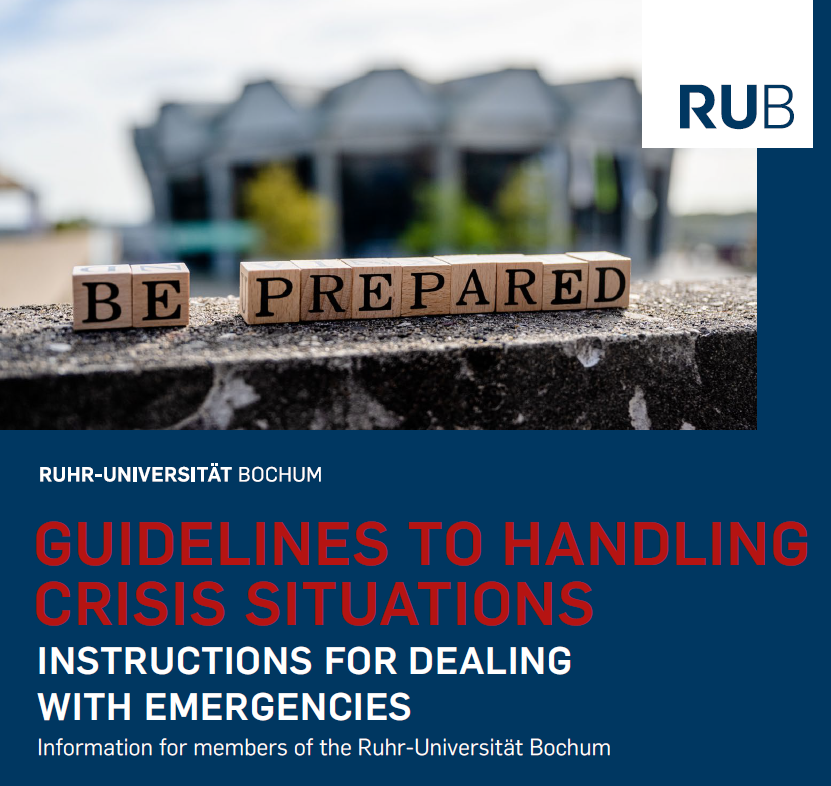 RUB
BE PREPARED
RUHR-UNIVERSITÄT BOCHUM
GUIDELINES TO HANDLING
CRISIS SITUATIONS
INSTRUCTIONS FOR DEALING
WITH EMERGENCIES
Information for members of the Ruhr-Universität Bochum